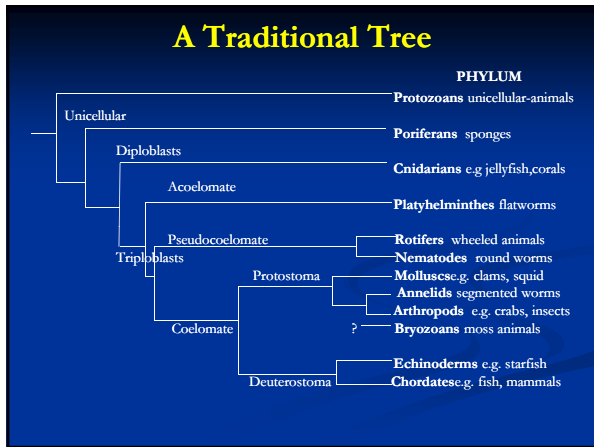 A Traditional Tree
PHYLUM
Protozoans unicellular-animals
Unicellular
Poriferans sponges
Diploblasts
Cnidarians e.g jellyfish,corals
Acoelomate
Platyhelminthes flatworms
Pseudocoelomate
Rotifers wheeled animals
Triploblasts
Nematodes round worms
Protostoma
Molluscse.g. clams, squid
Annelids segmented worms
Arthropods e.g. crabs, insects
Coelomate
? Bryozoans moss animals
Echinoderms e.g. starfish
Deuterostoma
Chordatese.g. fish, mammals